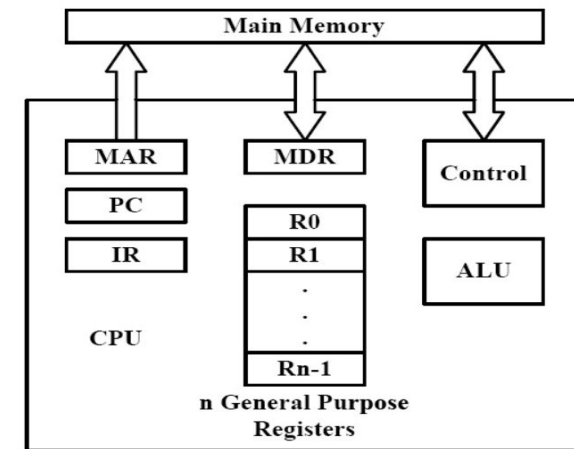 Main Memory
MAR
MDR
Control
PC
R0
IR
R1
ALU
.
.
.
CPU
Rn-1
n General Purpose
Registers